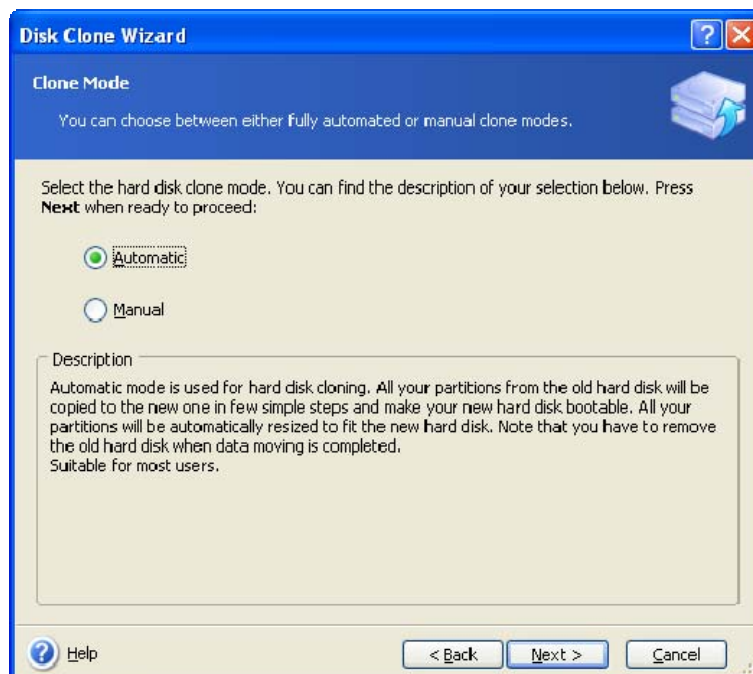 Disk Clone Wizard
Clone Mode
You can choose between either fully automated or manual clone modes.
Select the hard disk clone mode. You can find the description of your selection below. Press
Next when ready to proceed:
Automatic
Manual
Description
Automatic mode is used for hard disk cloning. All your partitions from the old hard disk will be
copied to the new one in few simple steps and make your new hard disk bootable. All your
partitions will be automatically resized to fit the new hard disk. Note that you have to remove
the old hard disk when data moving is completed.
Suitable for most users.
Help
< Back
Next >
Cancel